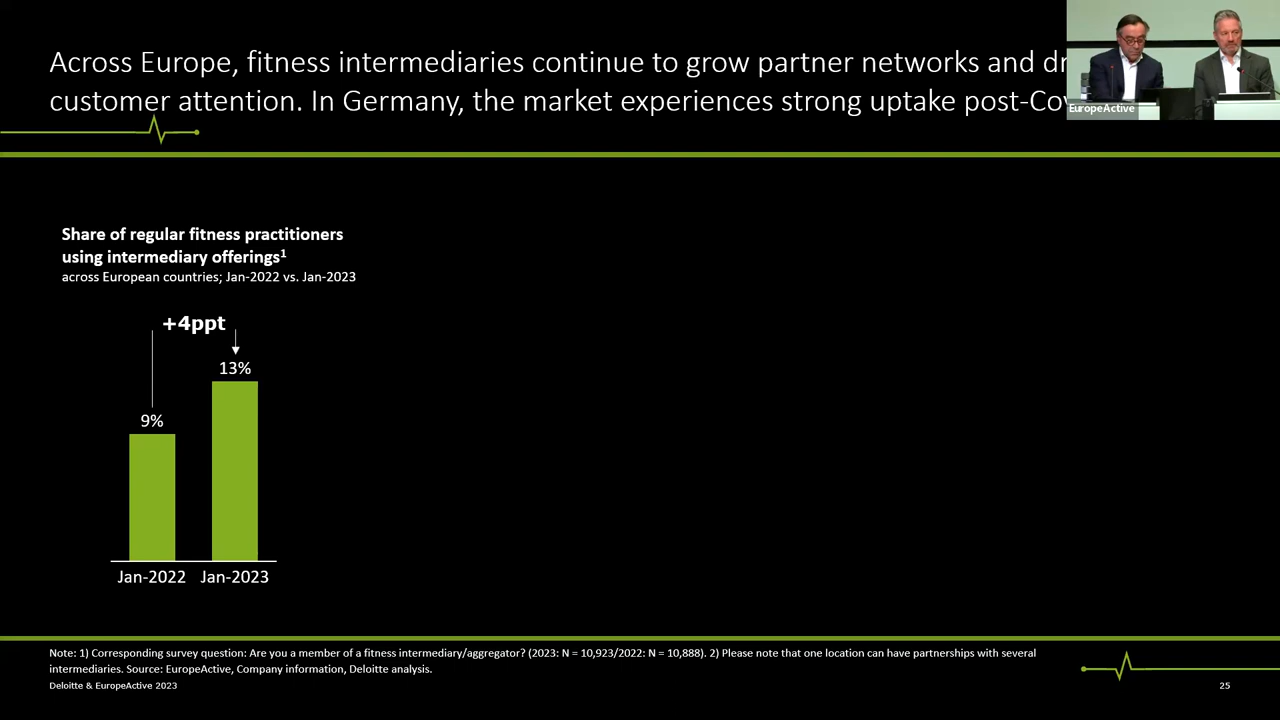 Across Europe, fitness intermediaries continue to grow partner networks and
customer attention. In Germany, the market experiences strong uptake
EuropeActive
Share of regular fitness practitioners
using intermediary offerings1
across European countries; Jan-2022 vs. Jan-2023
+4ppt
13%
9%
Jan-2022 Jan-2023
Note: 1) Corresponding survey question: Are you a member of a fitness intermediary/aggregator? (2023: N = 10,923/2022: N = 10,888). 2) Please note that one location can have partnerships with several
intermediaries. Source: EuropeActive, Company information, Deloitte analysis.
Deloitte & EuropeActive 2023
25